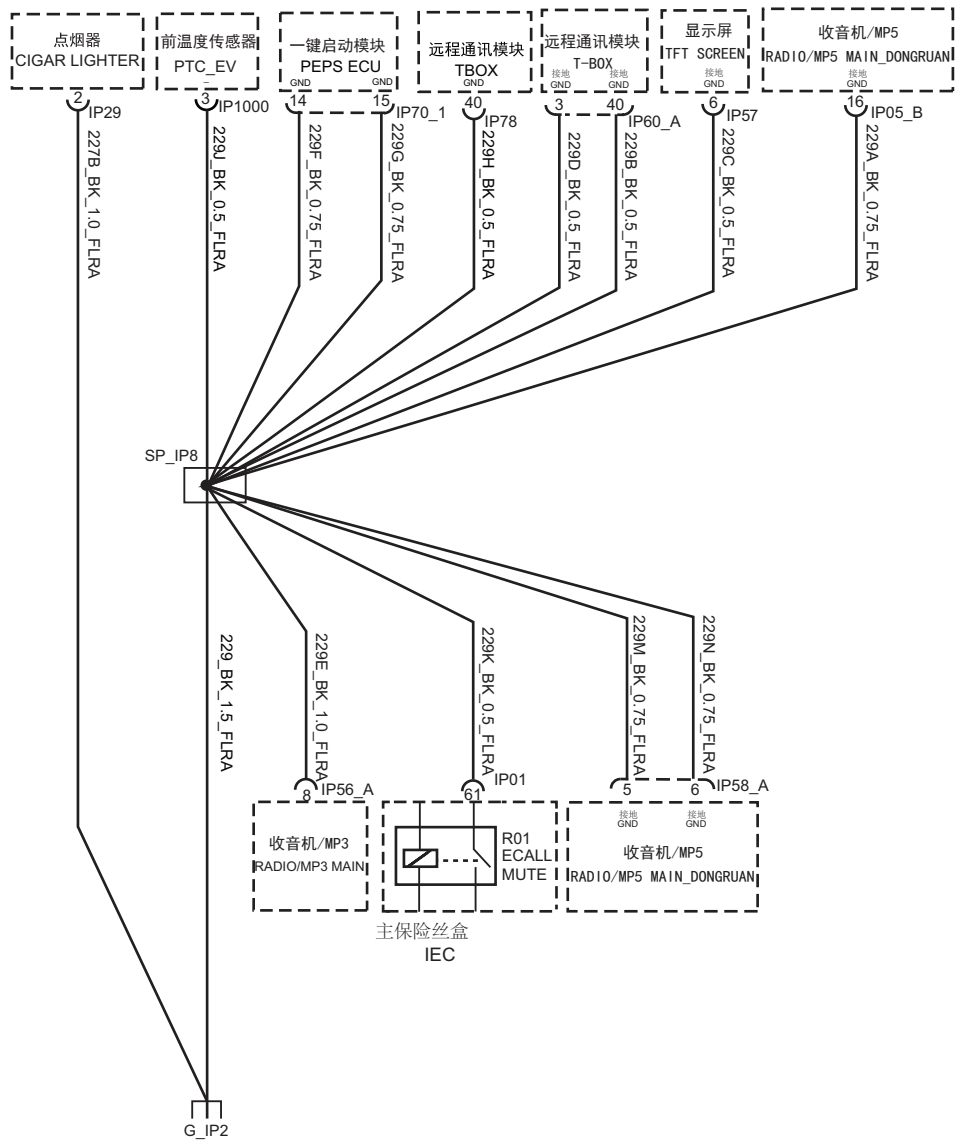 点烟器
CIGAR LIGHTER
2
IP29
227B_BK_1.0_FLRA
前温度传感器
PTC_EV
–
3
IP1000
229J_BK_0.5_FLRA
一键启动模块
PEPS ECU
GND
GND
14
15
IP70_1
229F_BK_0.75_FLRA
229G_BK_0.75_FLRA
远程通讯模块
TBOX
GND
40
IP78
229H_BK_0.5_FLRA
远程通讯模块
T-BOX
接地
接地
GND
GND
3
40
IP60_A
229D_BK_0.5_FLRA
229B_BK_0.5_FLRA
显示屏
TFT SCREEN
接地
GND
6
IP57
229C_BK_0.5_FLRA
收音机/MP5
RADIO/MP5 MAIN_DONGRUAN
接地
GND
16
IP05_B
229A_BK_0.75_FLRA
SP_IP8
229_BK_1.5_FLRA
229E_BK_1.0_FLRA
229K_BK_0.5_FLRA
229M_BK_0.75_FLRA
229N_BK_0.75_FLRA
8
IP56_A
收音机/MP3
RADIO/MP3 MAIN
61
IP01
R01
ECALL
MUTE
主保险丝盒
IEC
5
6
IP58_A
接地
接地
GND
GND
收音机/MP5
RADIO/MP5 MAIN_DONGRUAN
G_IP2